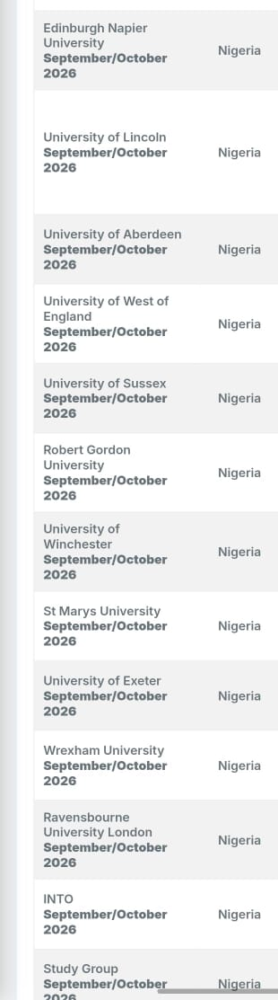 Edinburgh Napier
University
September/October
2026
Nigeria
University of Lincoln
September/October
2026
Nigeria
University of Aberdeen
September/October
2026
Nigeria
University of West of
England
September/October
2026
Nigeria
University of Sussex
September/October
2026
Nigeria
Robert Gordon
University
September/October
2026
Nigeria
University of
Winchester
September/October
2026
Nigeria
St Marys University
September/October
2026
Nigeria
University of Exeter
September/October
2026
Nigeria
Wrexham University
September/October
2026
Nigeria
Ravensbourne
University London
September/October
2026
Nigeria
INTO
September/October
2026
Nigeria
Study Group
September/October
2026
Nigeria